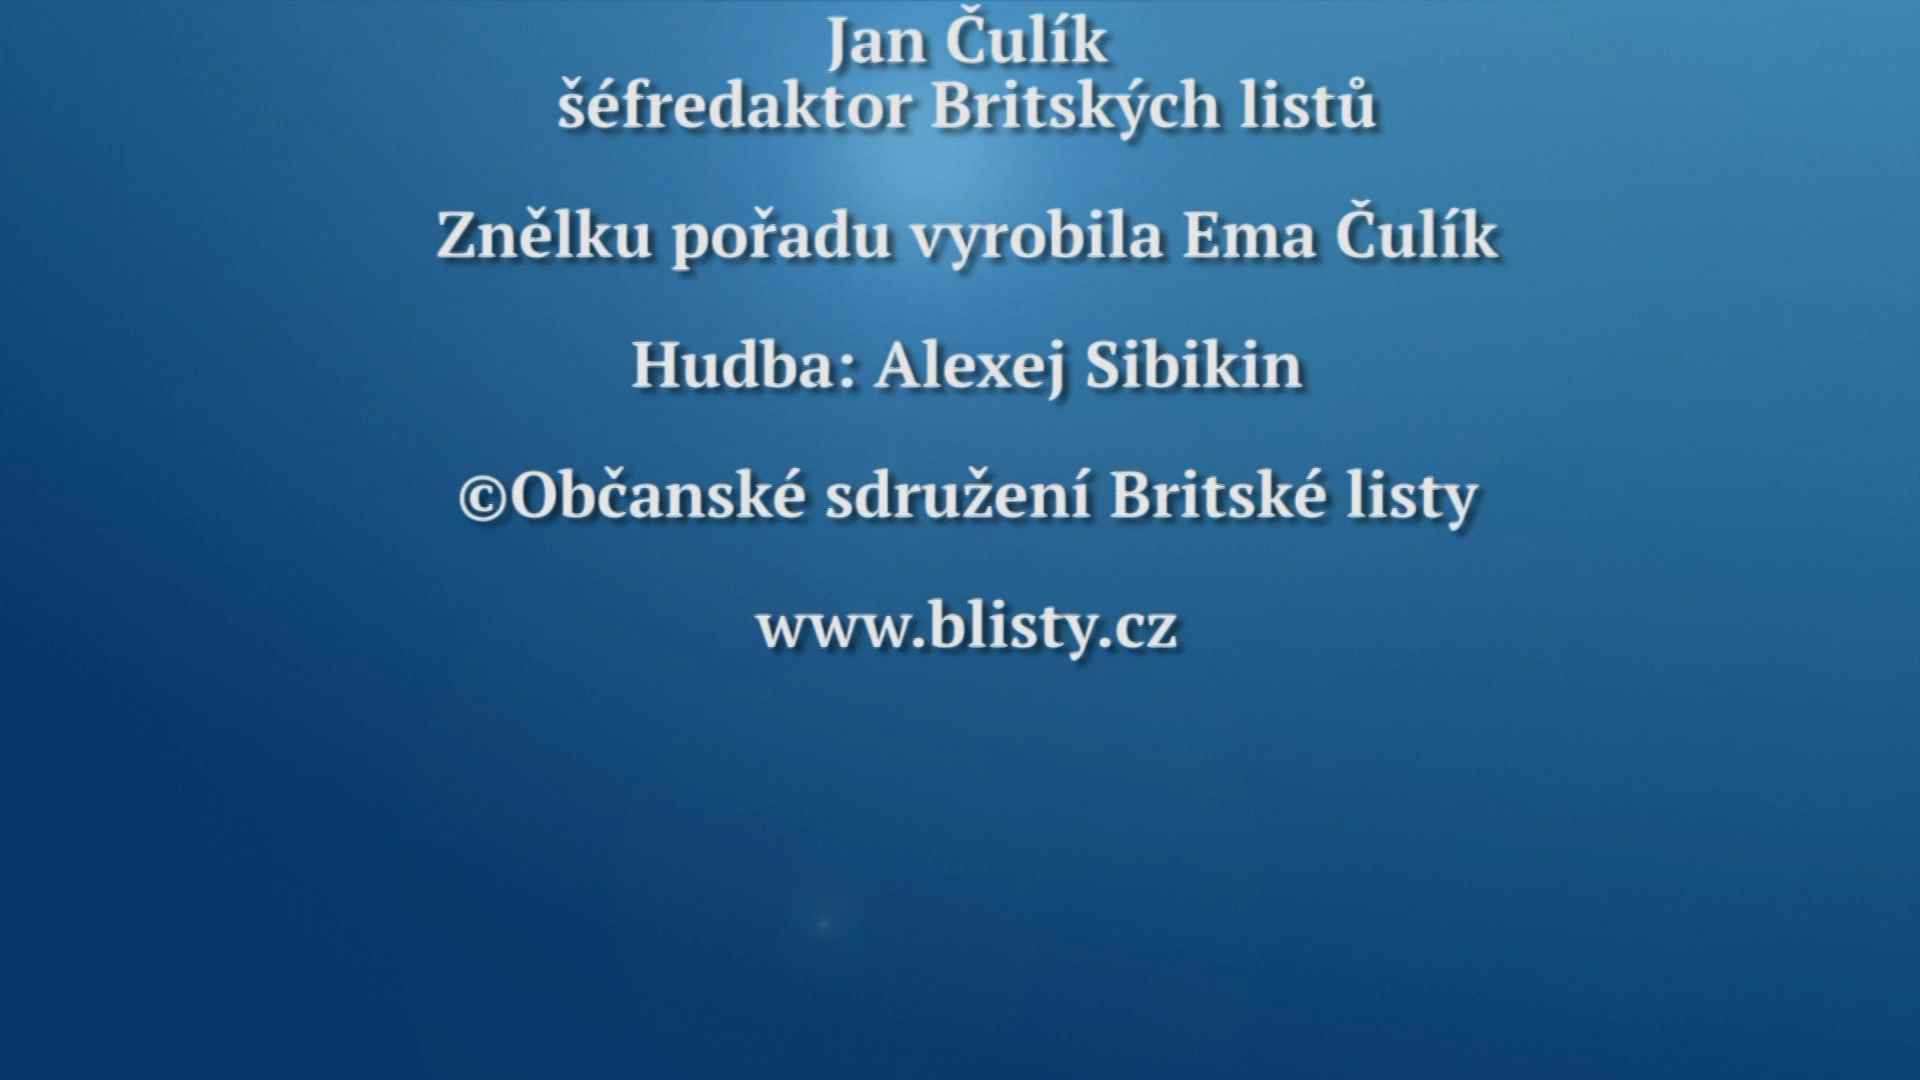 Jan Čulík
šéfredaktor Britských listů
Znělku pořadu vyrobila Ema Čulík
Hudba: Alexej Sibikin
©Občanské sdružení Britské listy
www.blisty.cz